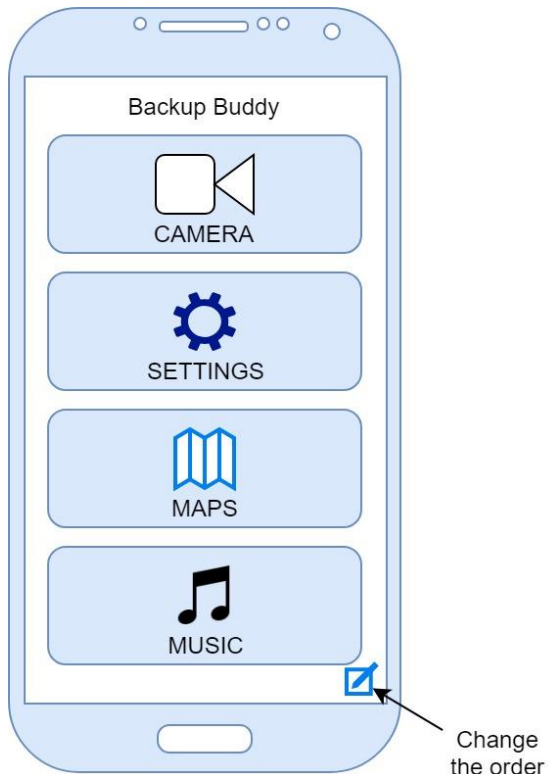 Backup Buddy
CAMERA
SETTINGS
MAPS
MUSIC
Change
the order